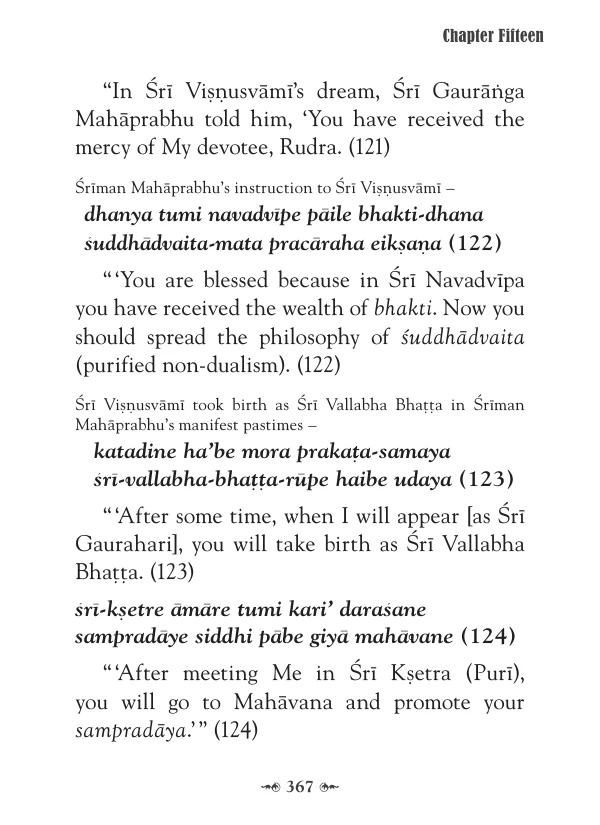 Chapter Fifteen
“In Śrī Viṣṇusvāmī’s dream, Śrī Gaurāṅga
Mahāprabhu told him, ‘You have received the
mercy of My devotee, Rudra. (121)
Śrīman Mahāprabhu’s instruction to Śrī Viṣṇusvāmī –
dhanya tumi navadvīpe pāile bhakti-dhana
śuddhādvaita-mata pracāraha eikṣaṇa (122)
“ ‘You are blessed because in Śrī Navadvīpa
you have received the wealth of bhakti. Now you
should spread the philosophy of śuddhādvaita
(purified non-dualism). (122)
Śrī Viṣṇusvāmī took birth as Śrī Vallabha Bhaṭṭa in Śrīman
Mahāprabhu’s manifest pastimes –
katadine ha’be mora prakaṭa-samaya
śrī-vallabha-bhaṭṭa-rūpe haibe udaya (123)
“ ‘After some time, when I will appear [as Śrī
Gaurahari], you will take birth as Śrī Vallabha
Bhaṭṭa. (123)
śrī-kṣetre āmāre tumi kari’ daraśane
sampradāye siddhi pābe giyā mahāvane (124)
“ ‘After meeting Me in Śrī Kṣetra (Purī),
you will go to Mahāvana and promote your
sampradāya.’ ” (124)
367